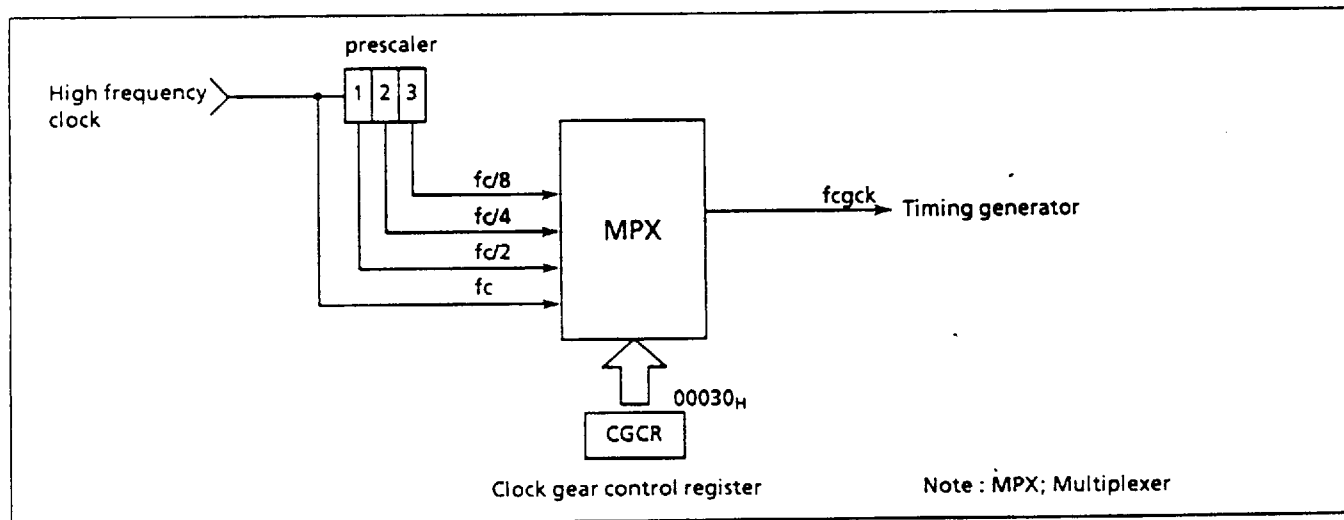 prescaler
High frequency
clock
1 2 3
fc/8
fc/4
fc/2
fc
MPX
fcgck
Timing generator
00030H
CGCR
Clock gear control register
Note : MPX; Multiplexer